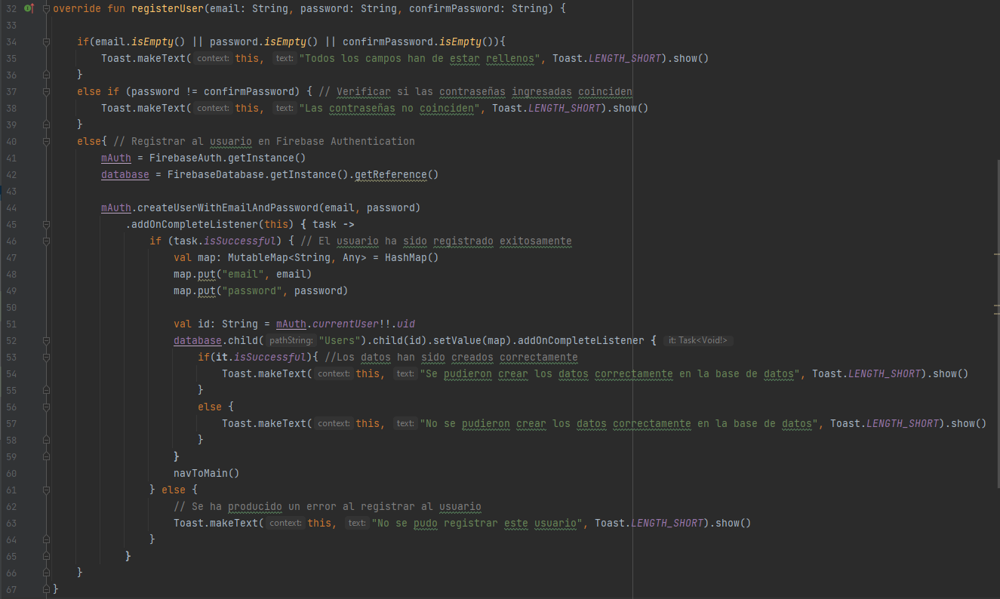 32 override fun registerUser(email: String, password: String, confirmPassword: String) {
33
34 if(email.isEmpty() || password.isEmpty() || confirmPassword.isEmpty()){
35 Toast.makeText( context: this, text: "Todos los campos han de estar rellenos", Toast.LENGTH_SHORT).show()
36 }
37 else if (password != confirmPassword) { // Verificar si las contraseñas ingresadas coinciden
38 Toast.makeText( context: this, text: "Las contraseñas no coinciden", Toast.LENGTH_SHORT).show()
39 }
40 else{ // Registrar al usuario en Firebase Authentication
41 mAuth = FirebaseAuth.getInstance()
42 database = FirebaseDatabase.getInstance().getReference()
43
44 mAuth.createUserWithEmailAndPassword(email, password)
45 .addOnCompleteListener(this) { task ->
46 if (task.isSuccessful) { // El usuario ha sido registrado exitosamente
47 val map: MutableMap<String, Any> = HashMap()
48 map.put("email", email)
49 map.put("password", password)
50
51 val id: String = mAuth.currentUser!!.uid
52 database.child( pathString: "Users").child(id).setValue(map).addOnCompleteListener { it: Task<Void!>
53 if(it.isSuccessful){ //Los datos han sido creados correctamente
54 Toast.makeText( context: this, text: "Se pudieron crear los datos correctamente en la base de datos", Toast.LENGTH_SHORT).show()
55 }
56 else {
57 Toast.makeText( context: this, text: "No se pudieron crear los datos correctamente en la base de datos", Toast.LENGTH_SHORT).show()
58 }
59 }
60 navToMain()
61 } else {
62 // Se ha producido un error al registrar al usuario
63 Toast.makeText( context: this, text: "No se pudo registrar este usuario", Toast.LENGTH_SHORT).show()
64 }
65 }
66 }
67 }